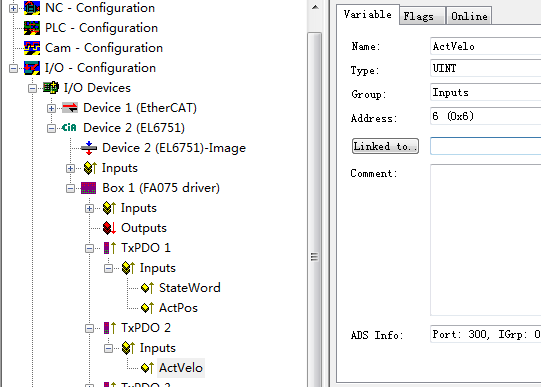 NC - Configuration
PLC - Configuration
Cam - Configuration
I/O - Configuration
I/O Devices
Device 1 (EtherCAT)
CiA Device 2 (EL6751)
Device 2 (EL6751)-Image
Inputs
Box 1 (FA075 driver)
Inputs
Outputs
TxPDO 1
Inputs
StateWord
ActPos
TxPDO 2
Inputs
ActVelo
Variable Flags Online
Name: ActVelo
Type: UINT
Group: Inputs
Address: 6 (0x6)
Linked to..
Comment:
ADS Info: Port: 300, IGrp: 0